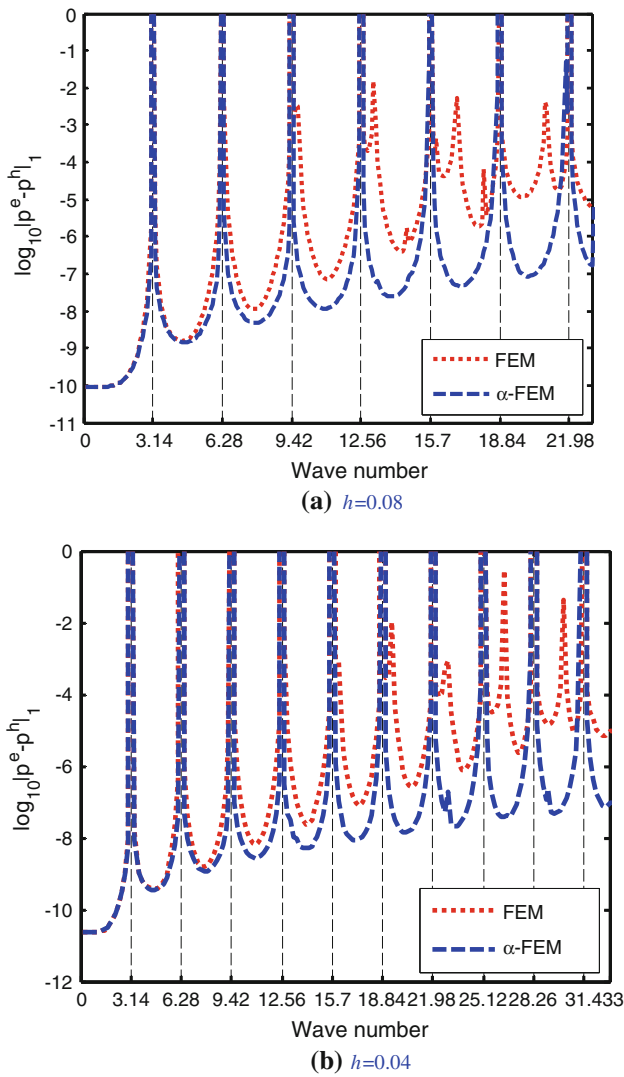 0
-1
-2
-3
-4
-5
-6
-7
-8
-9
-10
-11
log₁₀|pᵉ-pʰ|₁
FEM
α-FEM
0 3.14 6.28 9.42 12.56 15.7 18.84 21.98
Wave number
(a) h=0.08
0
-2
-4
-6
-8
-10
-12
log₁₀|pᵉ-pʰ|₁
FEM
α-FEM
0 3.14 6.28 9.42 12.56 15.7 18.84 21.98 25.12 28.26 31.433
Wave number
(b) h=0.04